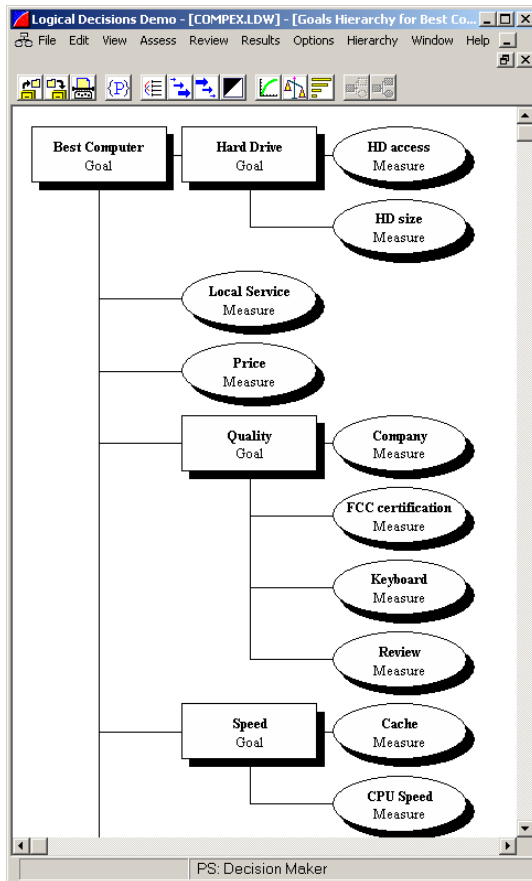 Logical Decisions Demo - [COMPEX.LDW] - [Goals Hierarchy for Best Co...
File Edit View Assess Review Results Options Hierarchy Window Help
{P}
Best Computer
Goal
Hard Drive
Goal
HD access
Measure
HD size
Measure
Local Service
Measure
Price
Measure
Quality
Goal
Company
Measure
FCC certification
Measure
Keyboard
Measure
Review
Measure
Speed
Goal
Cache
Measure
CPU Speed
Measure
PS: Decision Maker